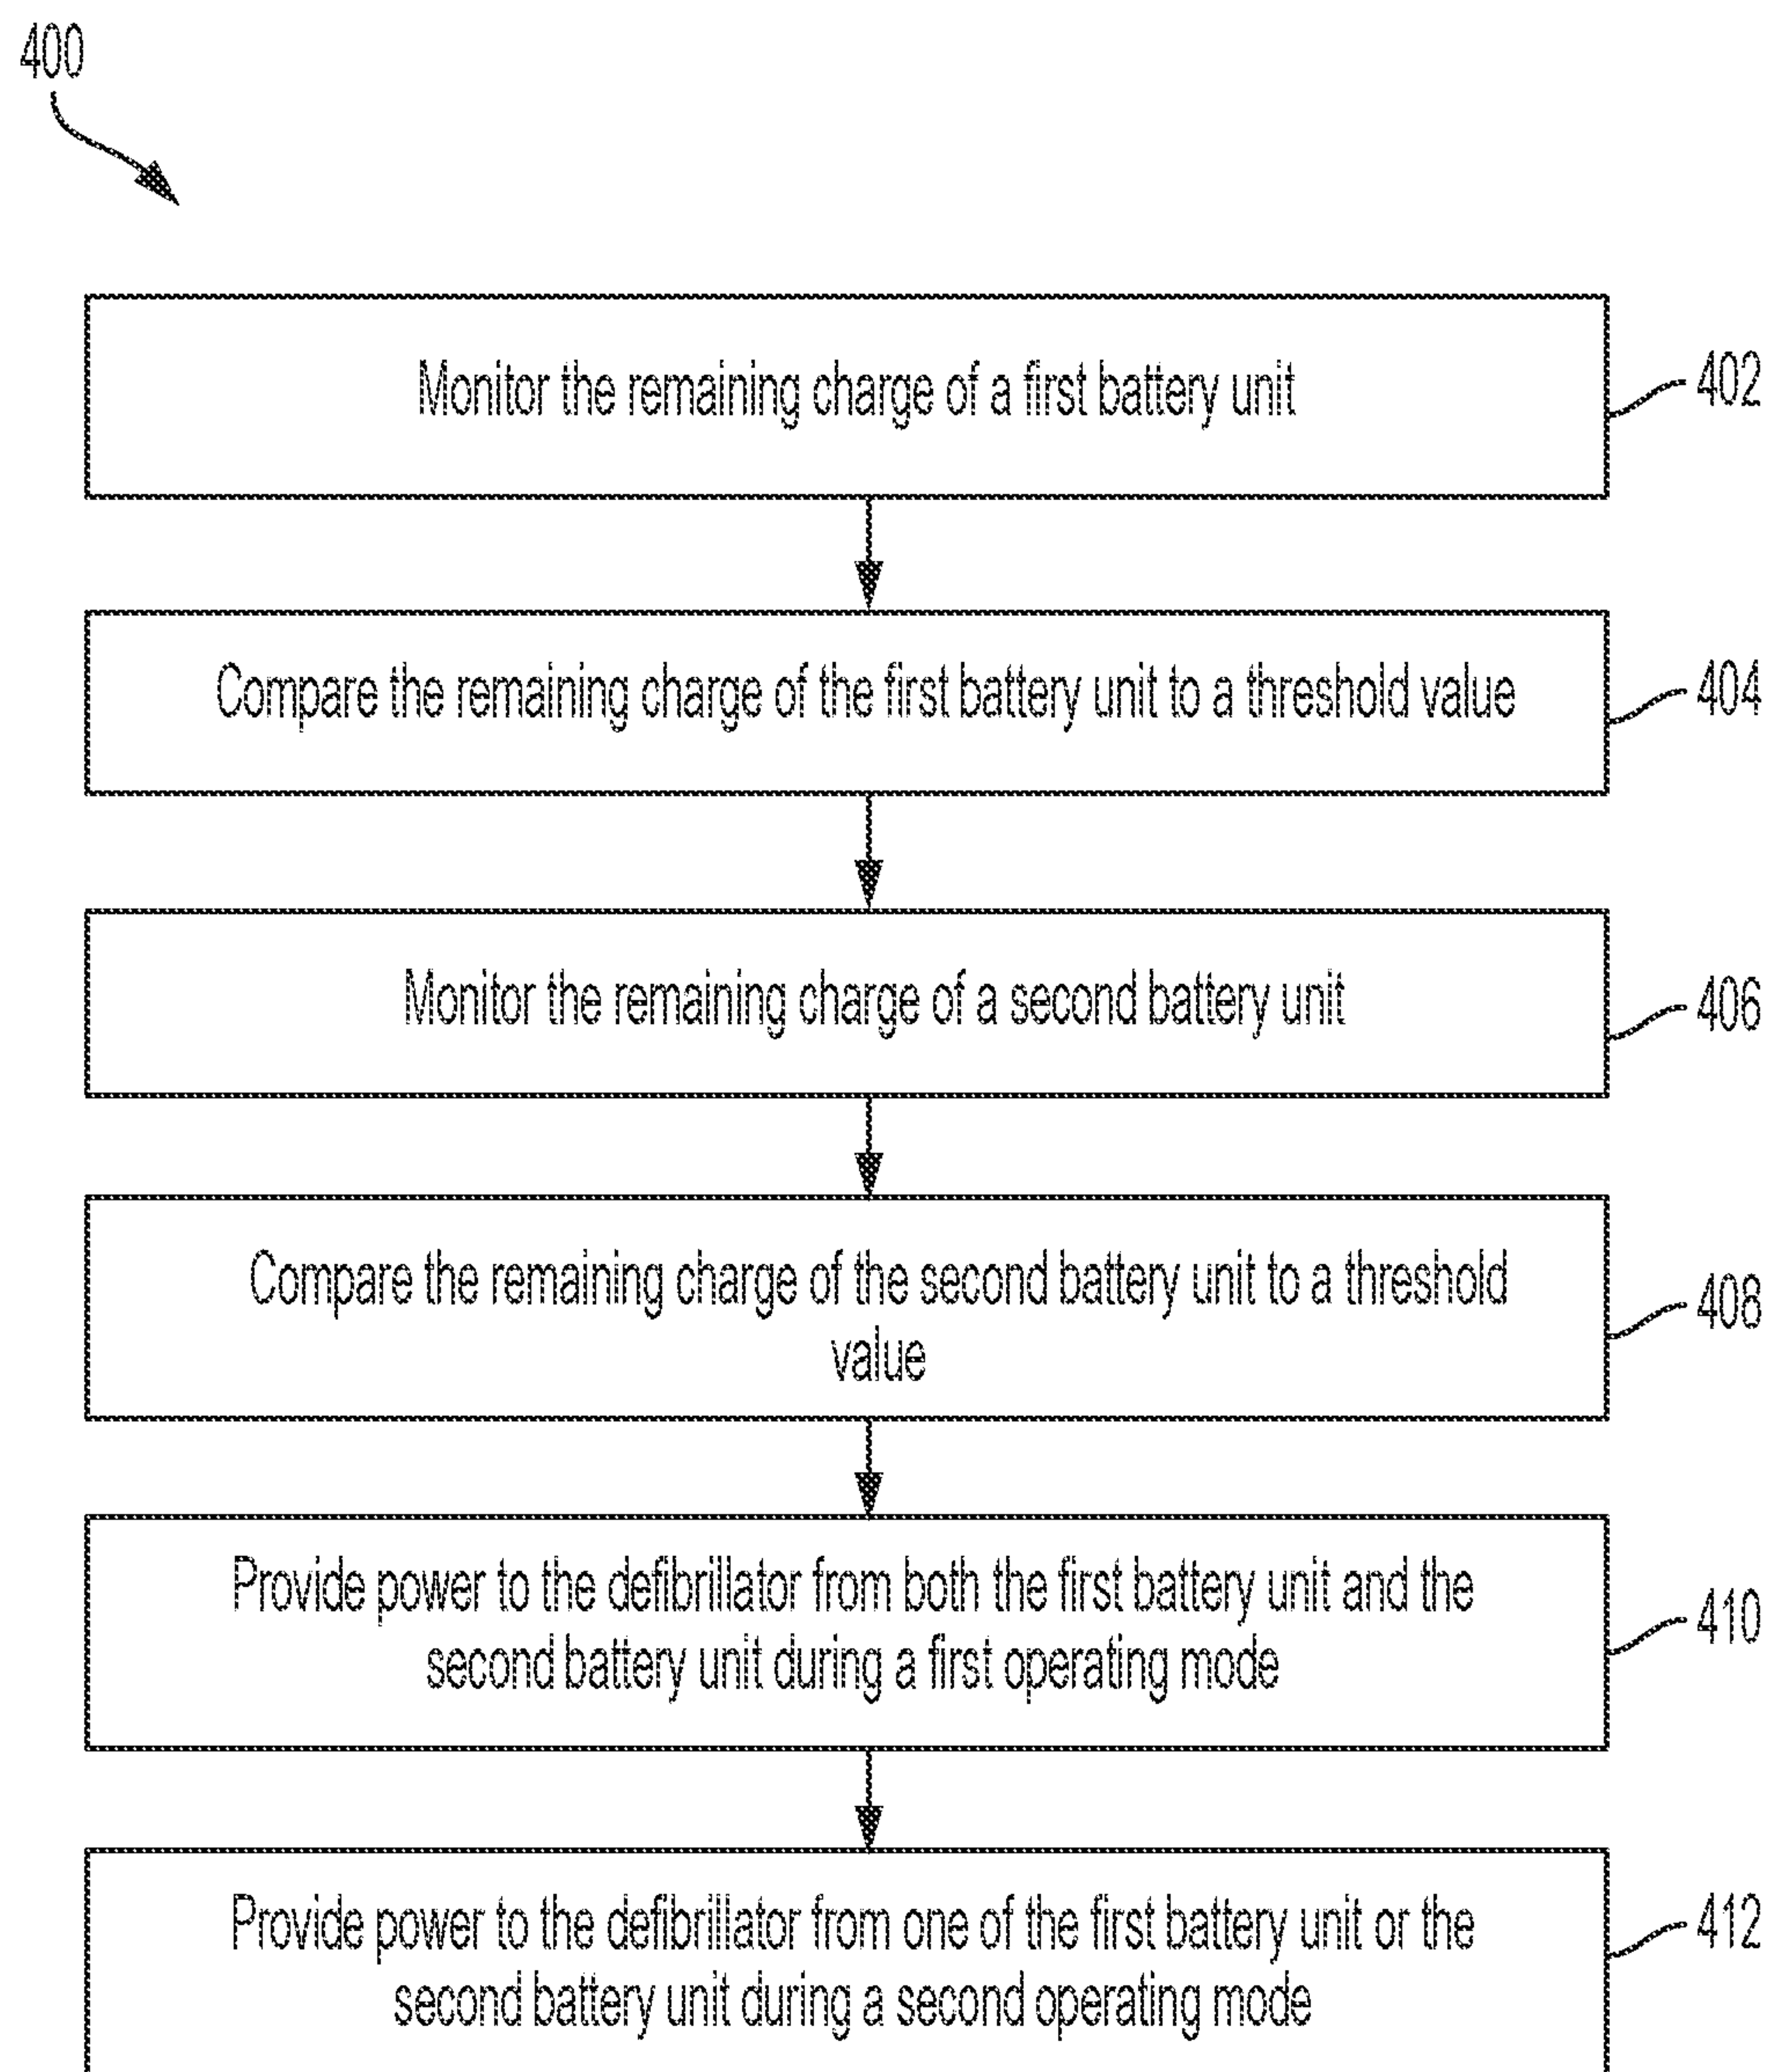 400
Monitor the remaining charge of a first battery unit
402
Compare the remaining charge of the first battery unit to a threshold value
404
Monitor the remaining charge of a second battery unit
406
Compare the remaining charge of the second battery unit to a threshold
value
408
Provide power to the defibrillator from both the first battery unit and the
second battery unit during a first operating mode
410
Provide power to the defibrillator from one of the first battery unit or the
second battery unit during a second operating mode
412